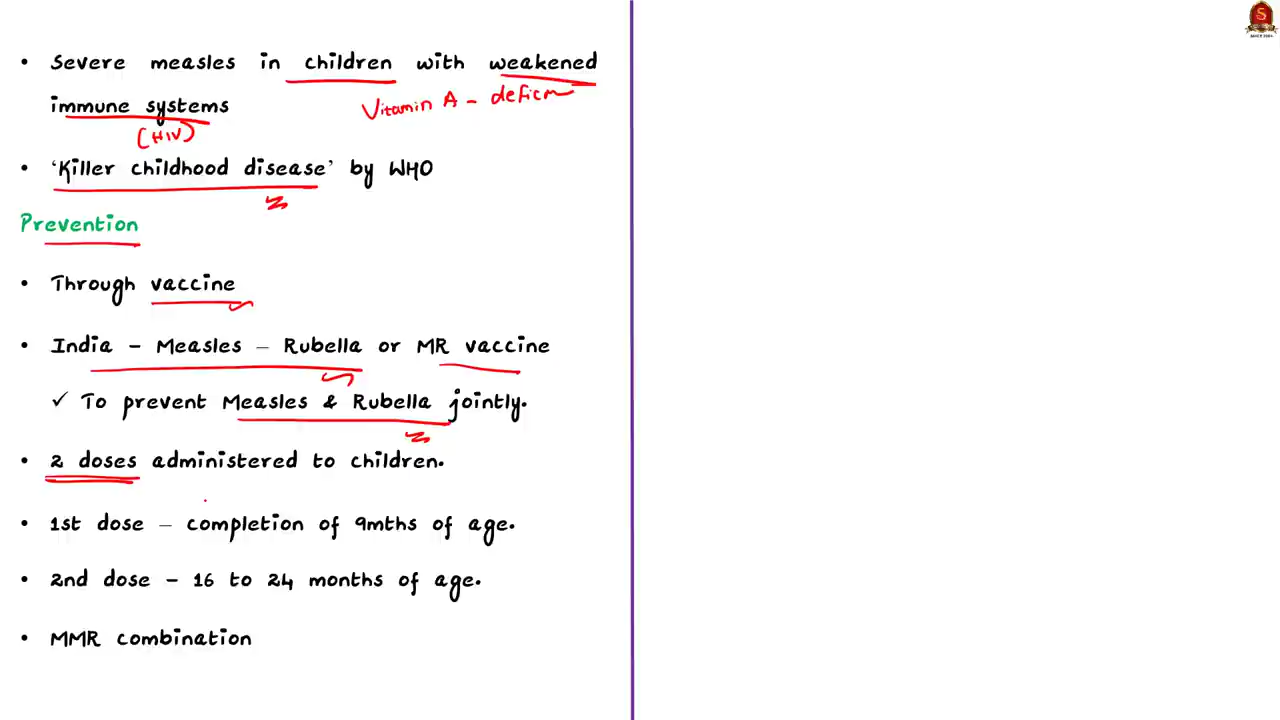 • Severe measles in children with weakened
immune systems
Vitamin A -
(HIV)
• ‘Killer childhood disease’ by WHO
Prevention
• Through vaccine
• India – Measles – Rubella or MR vaccine
✓ To prevent Measles & Rubella jointly.
• 2 doses administered to children.
• 1st dose – completion of 9mths of age.
• 2nd dose – 16 to 24 months of age.
• MMR combination